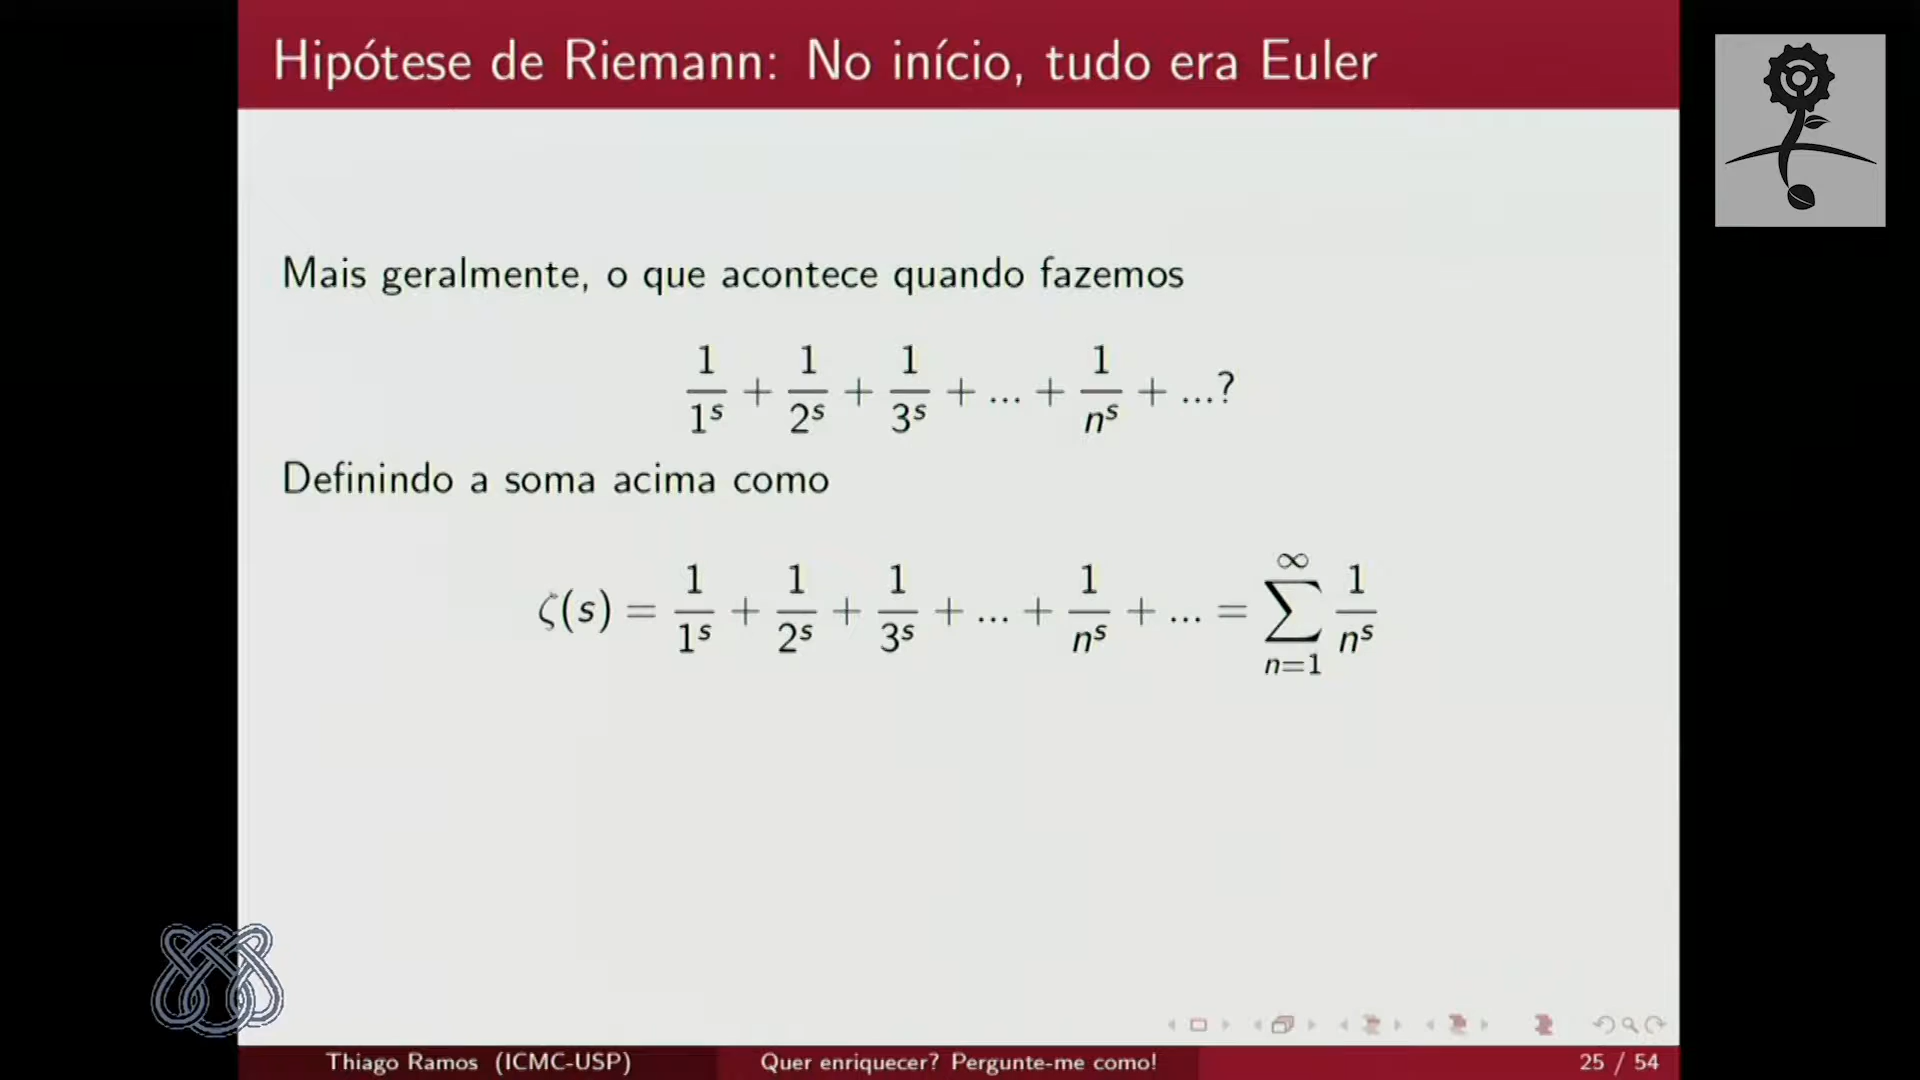 Hipótese de Riemann: No início, tudo era Euler
Mais geralmente, o que acontece quando fazemos
1/1^s + 1/2^s + 1/3^s + ... + 1/n^s + ...?
Definindo a soma acima como
ζ(s) = 1/1^s + 1/2^s + 1/3^s + ... + 1/n^s + ... = ∑_{n=1}^{∞} 1/n^s
Thiago Ramos (ICMC-USP) Quer enriquecer? Pergunte-me como! 25 / 54